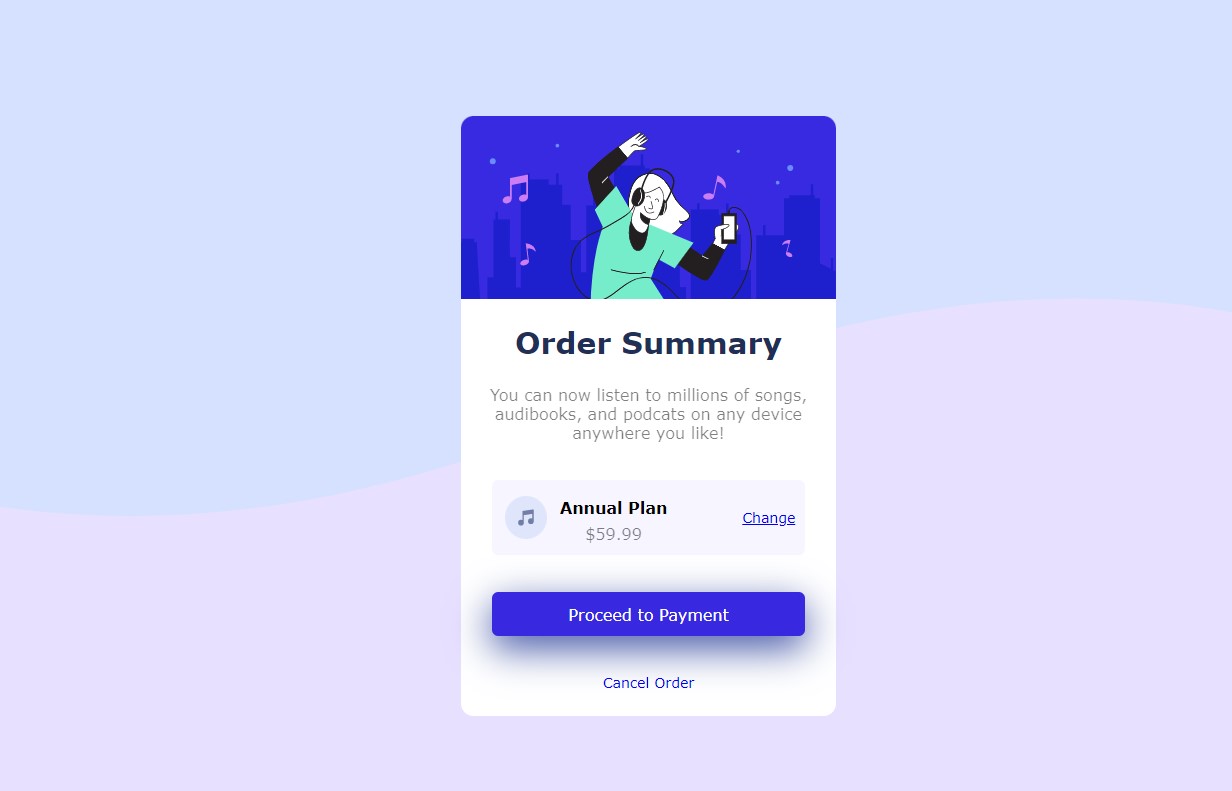 Order Summary
You can now listen to millions of songs,
audibooks, and podcats on any device
anywhere you like!
Annual Plan
$59.99
Change
Proceed to Payment
Cancel Order